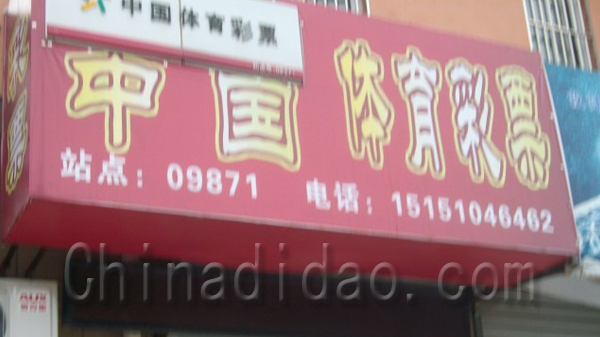 中国体育彩票
中国体育彩票
站点：09871
电话：15151046462
Chinadidao.com
AUX